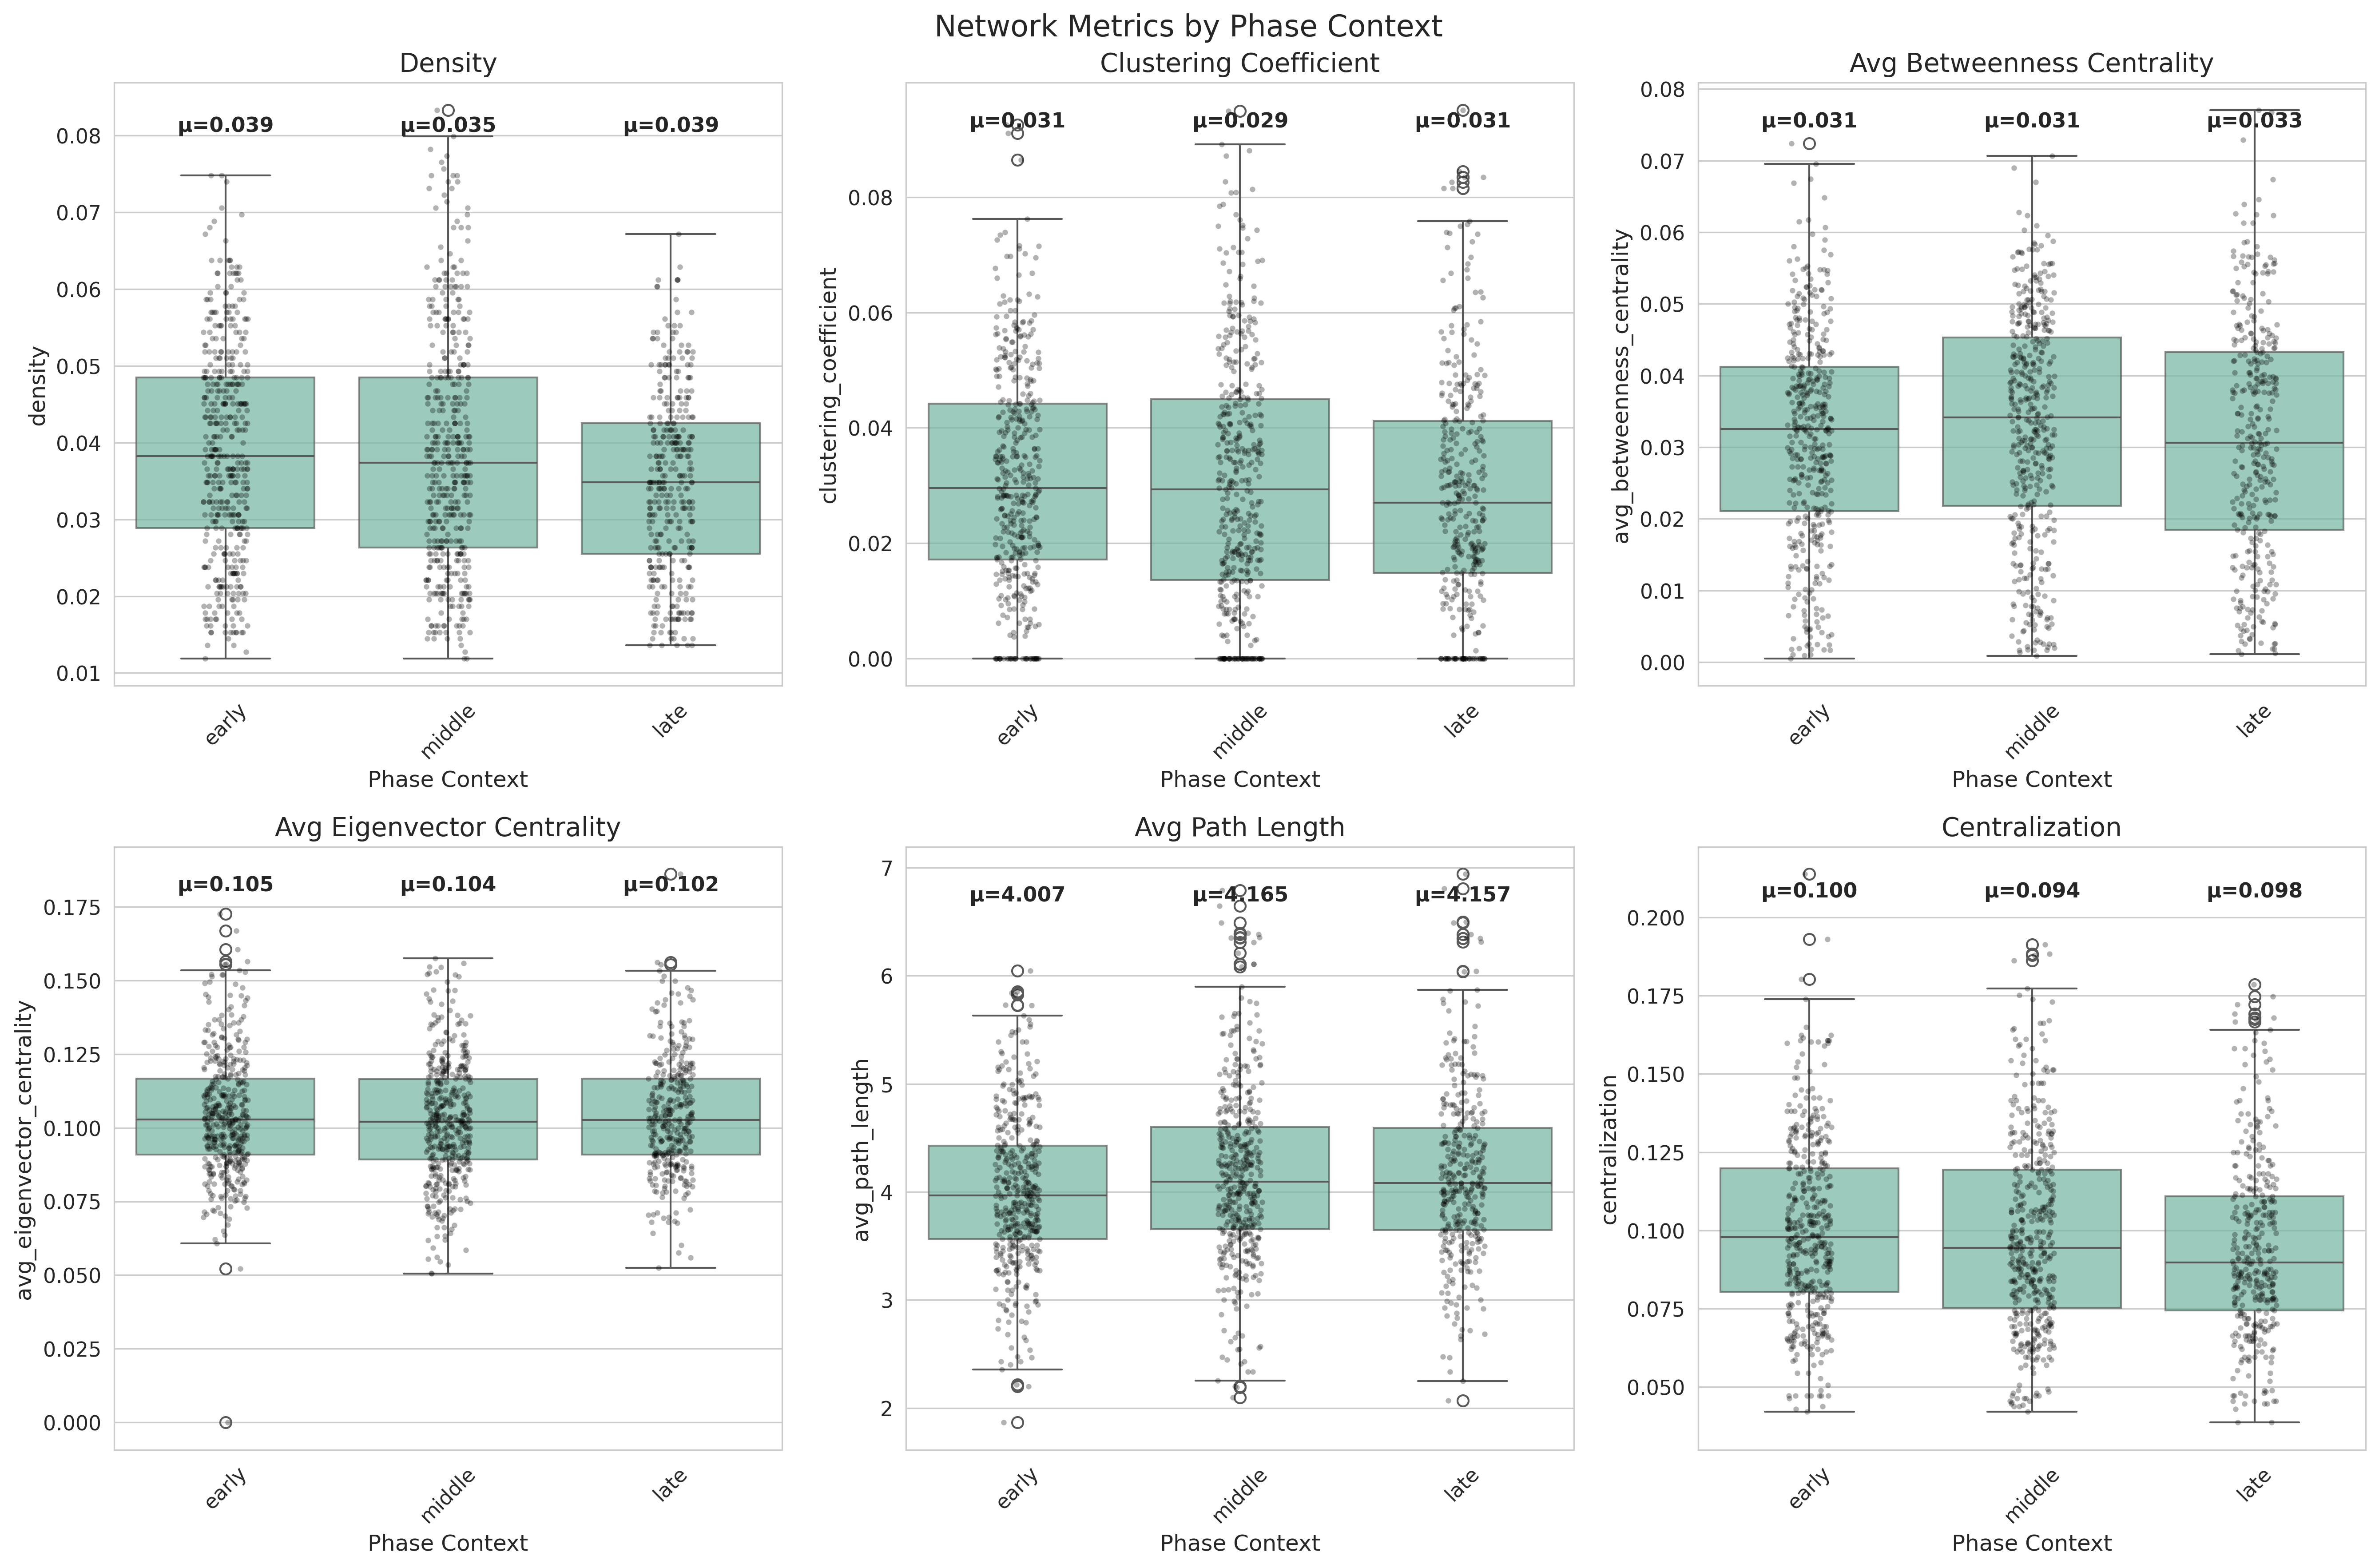 Network Metrics by Phase Context
Density
μ=0.039
μ=0.035
μ=0.039
0.08
0.07
0.06
0.05
0.04
0.03
0.02
0.01
density
early
middle
late
Phase Context
Clustering Coefficient
μ=0.031
μ=0.029
μ=0.031
0.08
0.06
0.04
0.02
0.00
clustering_coefficient
early
middle
late
Phase Context
Avg Betweenness Centrality
μ=0.031
μ=0.031
μ=0.033
0.08
0.07
0.06
0.05
0.04
0.03
0.02
0.01
0.00
avg_betweenness_centrality
early
middle
late
Phase Context
Avg Eigenvector Centrality
μ=0.105
μ=0.104
μ=0.102
0.175
0.150
0.125
0.100
0.075
0.050
0.025
0.000
avg_eigenvector_centrality
early
middle
late
Phase Context
Avg Path Length
μ=4.007
μ=4.165
μ=4.157
7
6
5
4
3
2
avg_path_length
early
middle
late
Phase Context
Centralization
μ=0.100
μ=0.094
μ=0.098
0.200
0.175
0.150
0.125
0.100
0.075
0.050
centralization
early
middle
late
Phase Context